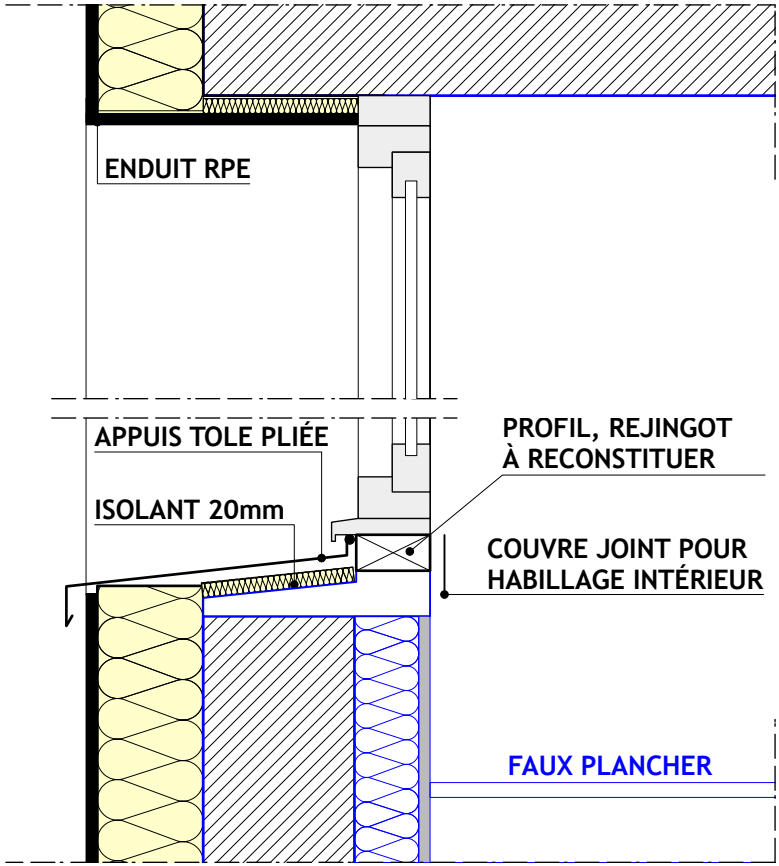 ENDUIT RPE
APPUIS TOLE PLIÉE
PROFIL, REJINGOT
À RECONSTITUER
ISOLANT 20mm
COUVRE JOINT POUR
HABILLAGE INTÉRIEUR
FAUX PLANCHER